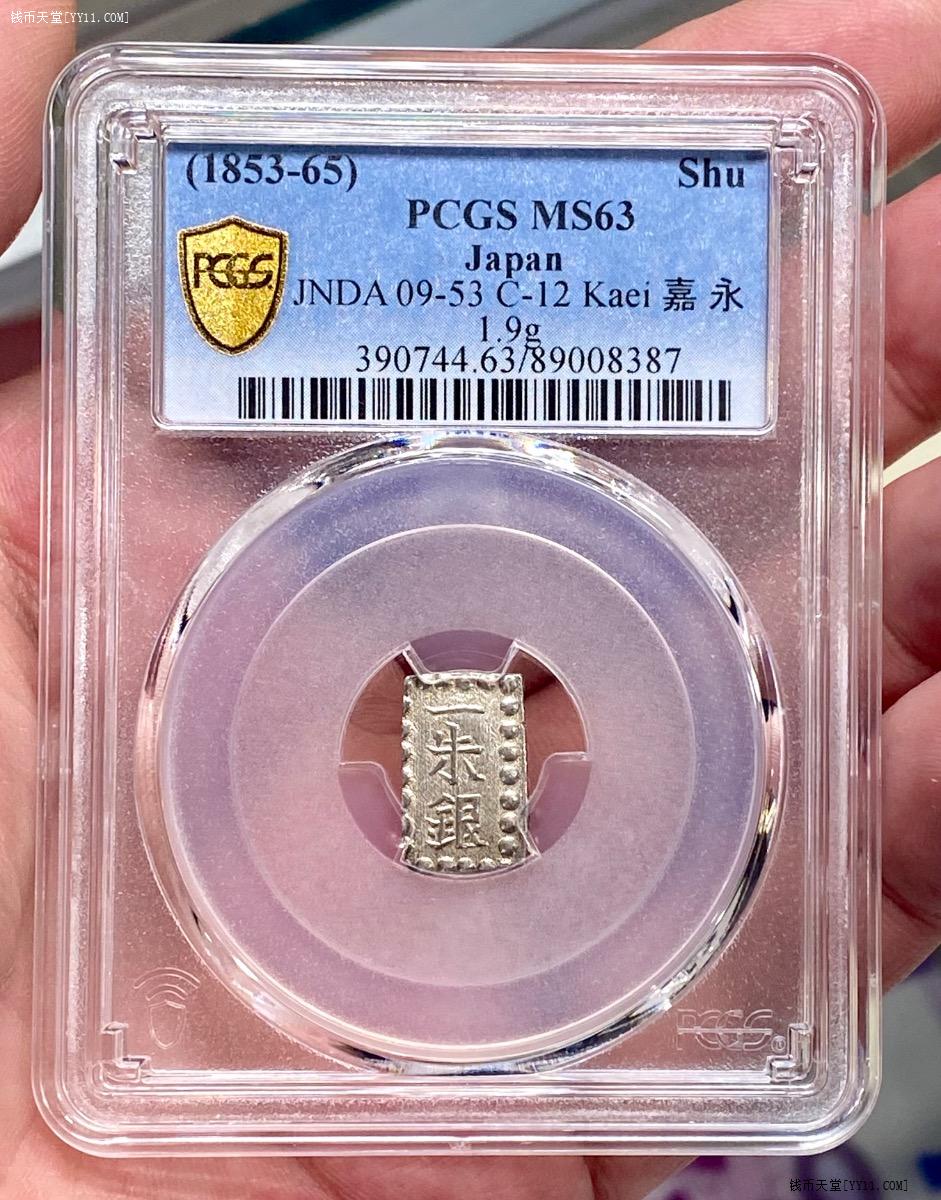 钱币天堂[YY11.COM]
(1853-65) Shu
PCGS MS63
Japan
PCGS
JNDA 09-53 C-12 Kaei 嘉永
1.9g
390744.63/89008387
一朱銀
PCGS
钱币天堂[YY11.COM]